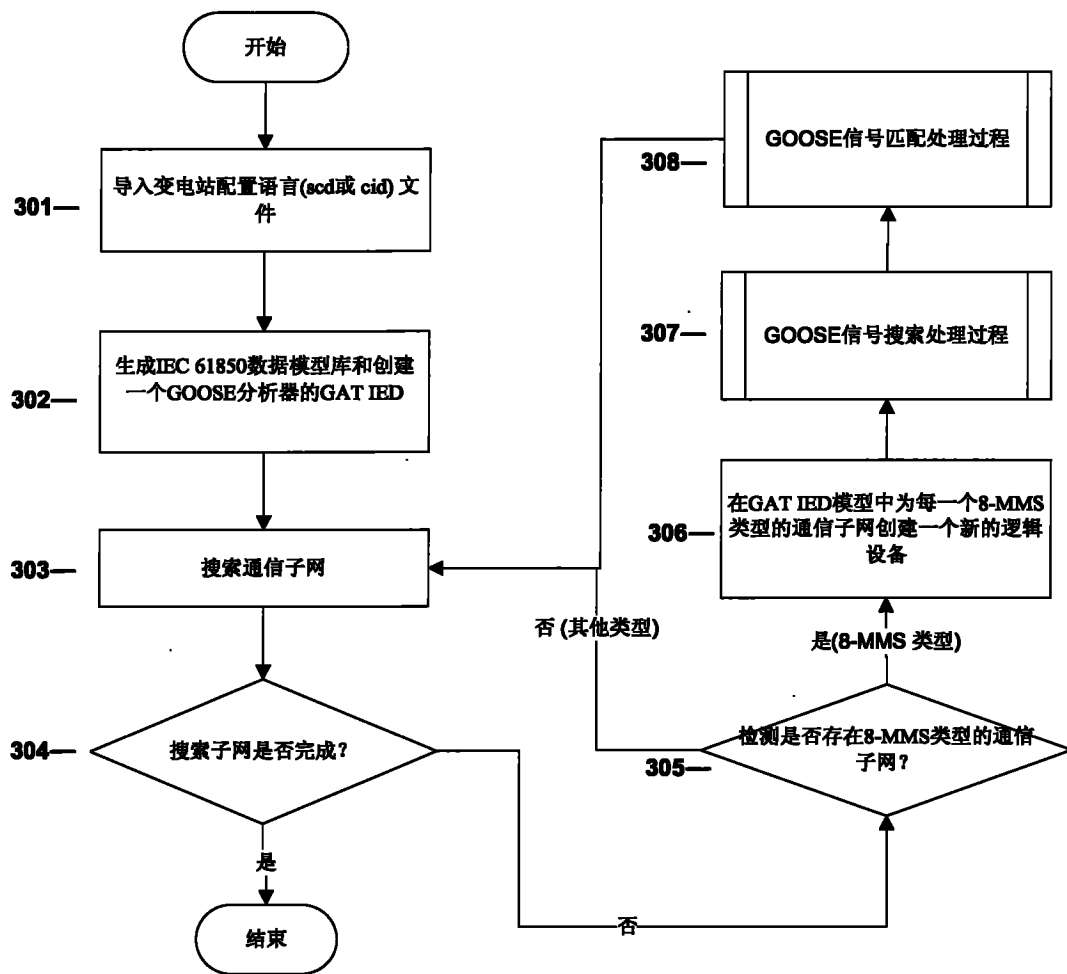 开始
301
导入变电站配置语言(scd或 cid) 文
件
302
生成IEC 61850数据模型库和创建
一个GOOSE分析器的GAT IED
303
搜索通信子网
304
搜索子网是否完成?
是
结束
否
305
检测是否存在8-MMS类型的通信
子网?
否 (其他类型)
是(8-MMS 类型)
306
在GAT IED模型中为每一个8-MMS
类型的通信子网创建一个新的逻辑
设备
307
GOOSE信号搜索处理过程
308
GOOSE信号匹配处理过程